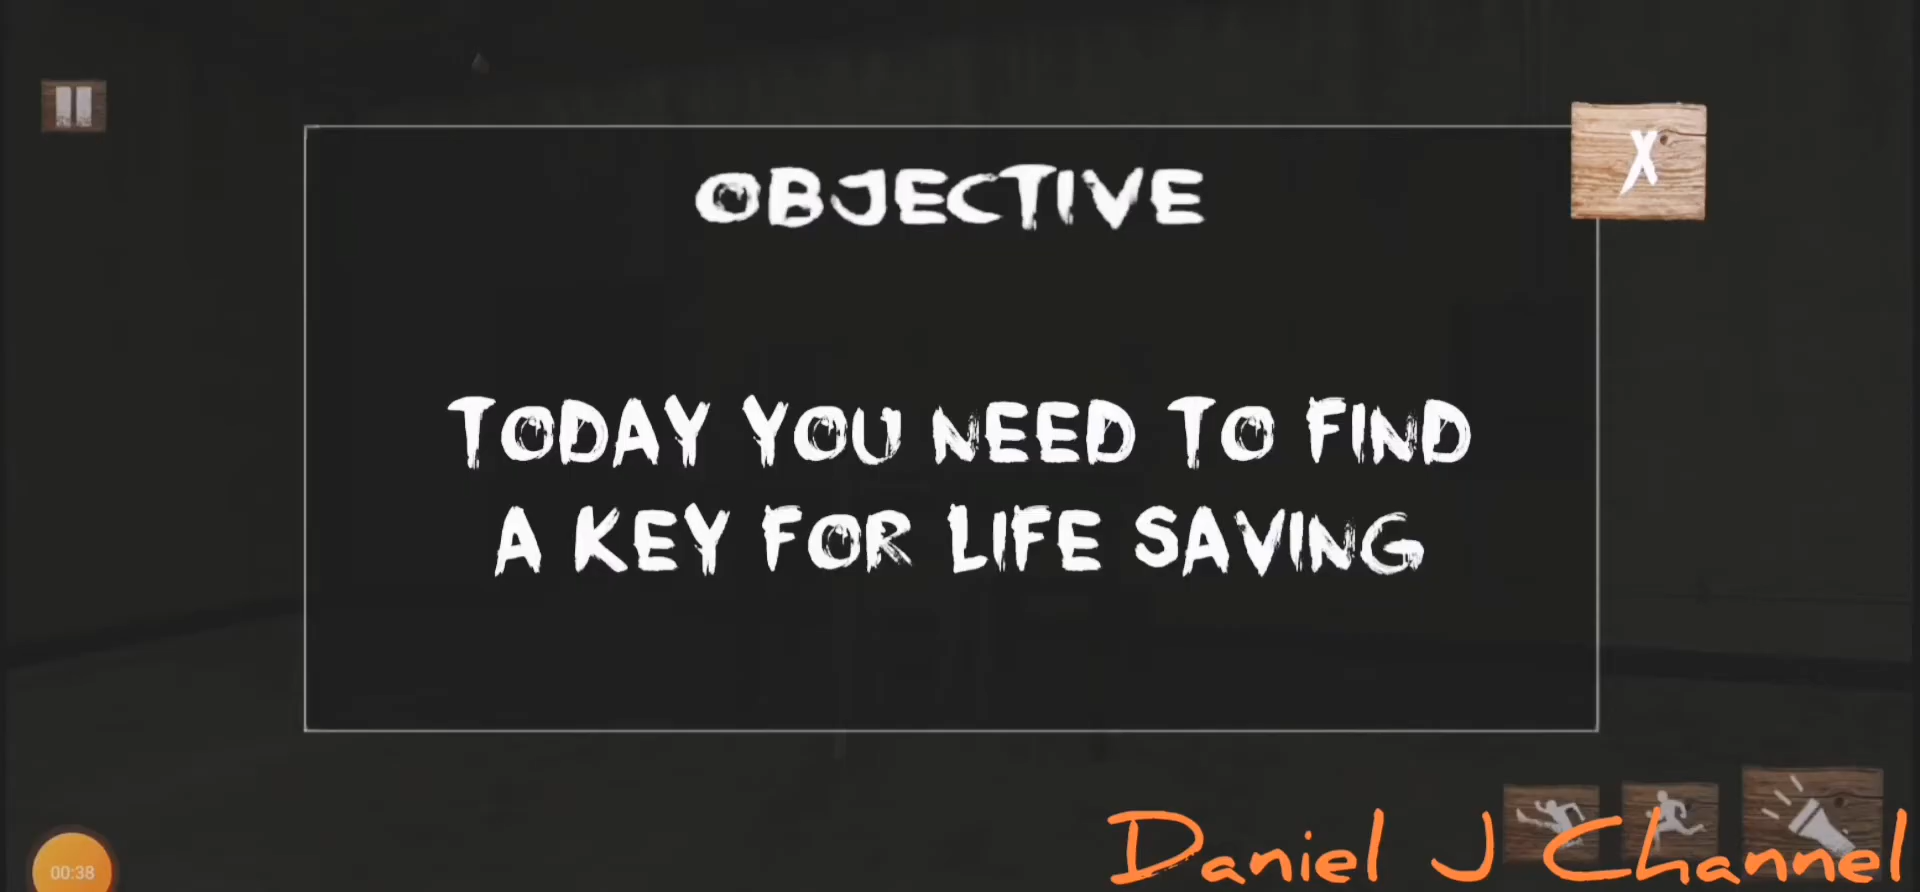 OBJECTIVE
X
TODAY YOU NEED TO FIND
A KEY FOR LIFE SAVING
00:38
Daniel J Channel